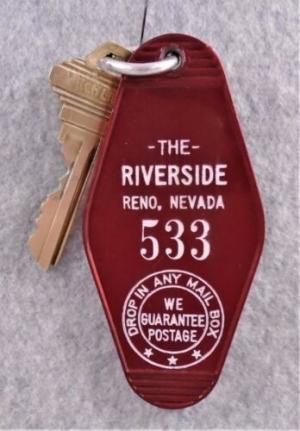 -THE-
RIVERSIDE
RENO, NEVADA
533
DROP IN ANY MAIL BOX
WE
GUARANTEE
POSTAGE